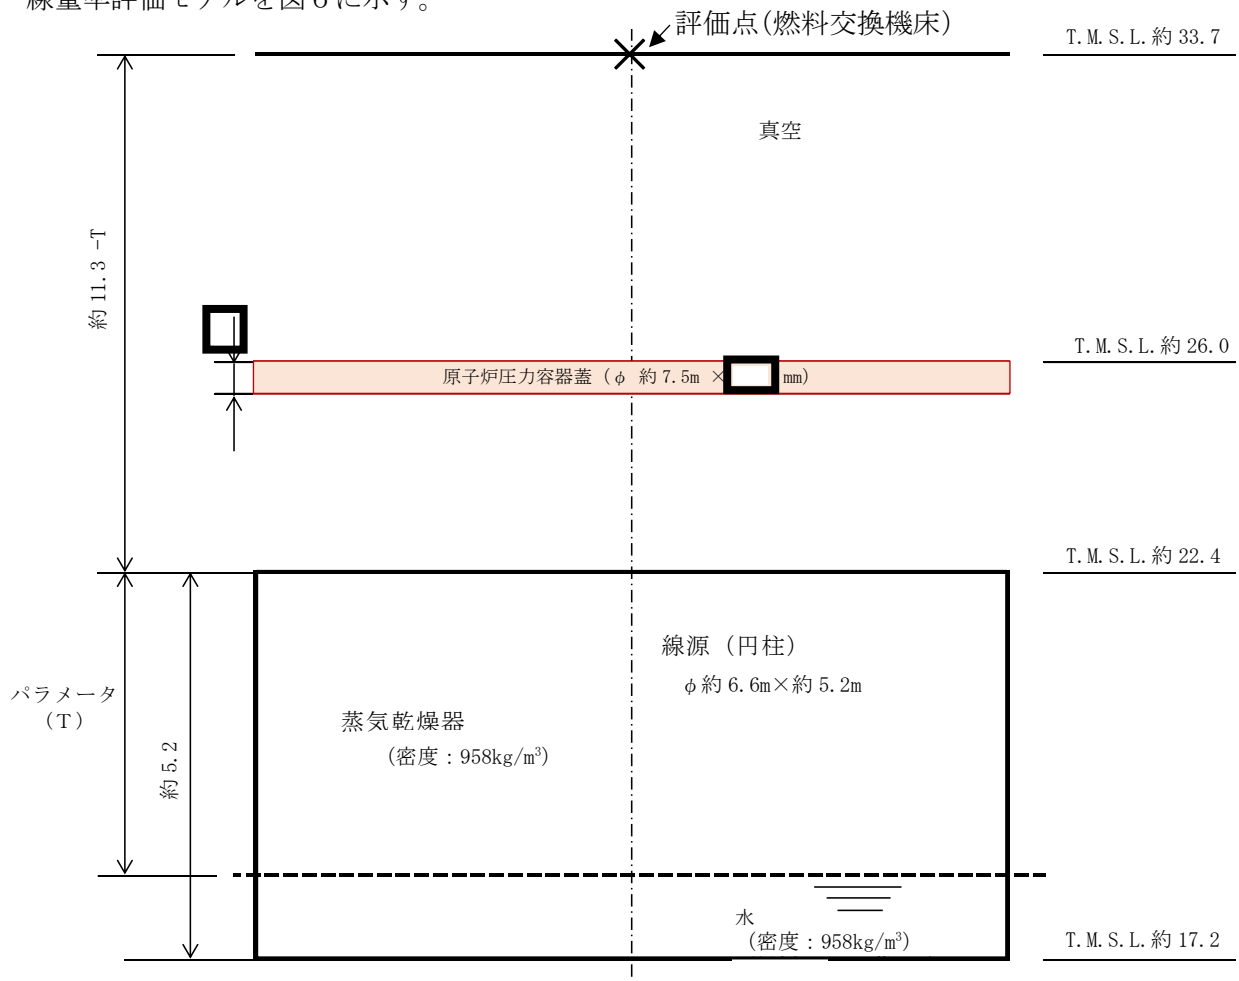 線量率評価モデルを図6に示す。
評価点(燃料交換機床)
T.M.S.L.約33.7
真空
約11.3 -T
T.M.S.L.約26.0
原子炉圧力容器蓋（φ 約7.5m × mm）
T.M.S.L.約22.4
線源（円柱）
φ約6.6m×約5.2m
パラメータ
（T）
蒸気乾燥器
（密度：958kg/m³）
約5.2
水
（密度：958kg/m³）
T.M.S.L.約17.2